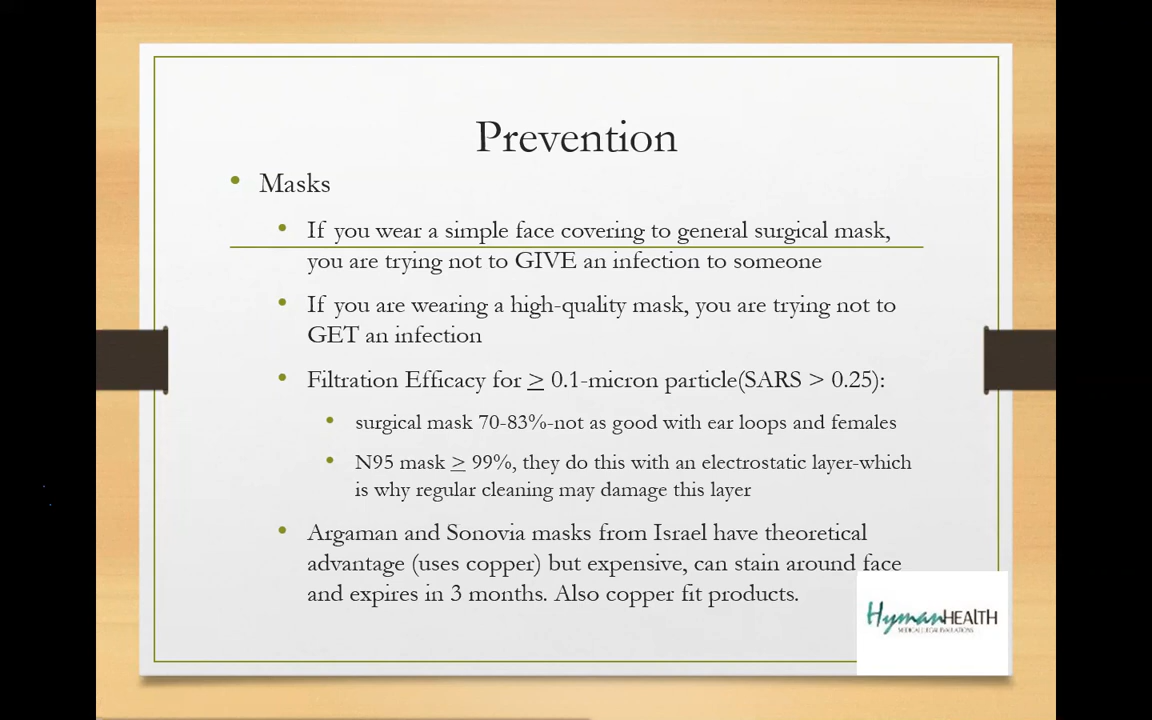 Prevention
Masks
If you wear a simple face covering to general surgical mask,
you are trying not to GIVE an infection to someone
If you are wearing a high-quality mask, you are trying not to
GET an infection
Filtration Efficacy for ≥ 0.1-micron particle(SARS > 0.25):
surgical mask 70-83%-not as good with ear loops and females
N95 mask ≥ 99%, they do this with an electrostatic layer-which
is why regular cleaning may damage this layer
Argaman and Sonovia masks from Israel have theoretical
advantage (uses copper) but expensive, can stain around face
and expires in 3 months. Also copper fit products.
HymanHEALTH
MEDICAL LEGAL EVALUATIONS